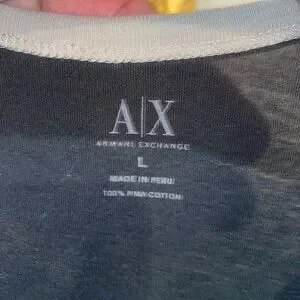 A|X
ARMANI EXCHANGE
L
MADE IN PERU
100% PIMA COTTON